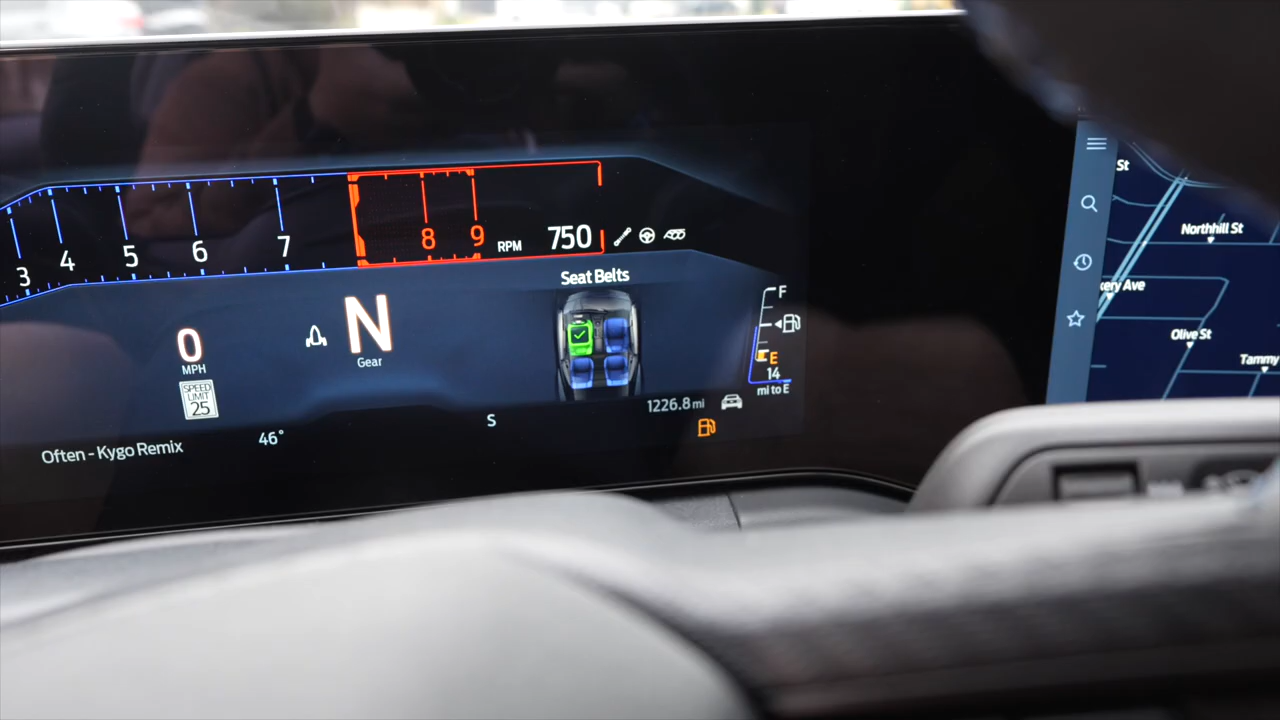 3 4 5 6 7 8 9 RPM 750
Seat Belts
0
MPH
SPEED
LIMIT
25
N
Gear
F
E
14
mi to E
1226.8 mi
S
46°
Often - Kygo Remix
St
Northhill St
kery Ave
Olive St
Tammy